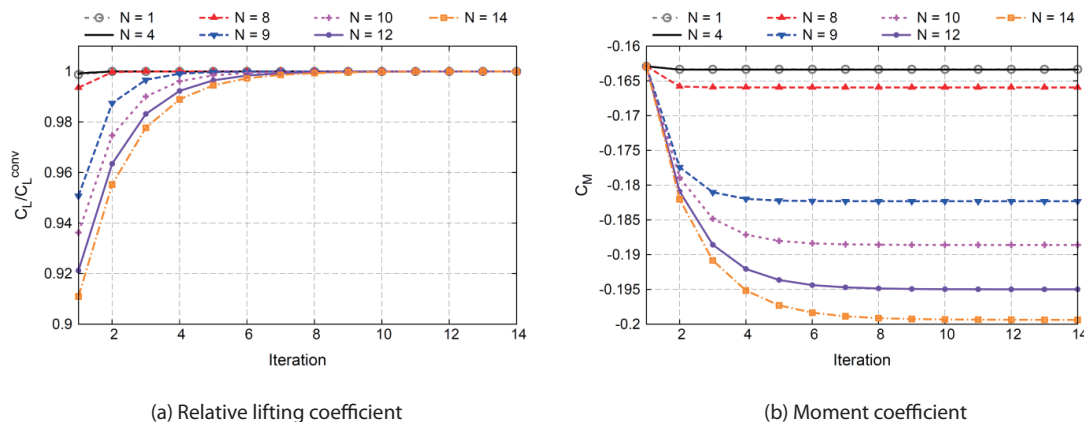 N = 1
N = 8
N = 10
N = 14
N = 4
N = 9
N = 12
1
0.98
0.96
0.94
0.92
0.9
C_L/C_L^conv
2
4
6
8
10
12
14
Iteration
(a) Relative lifting coefficient
N = 1
N = 8
N = 10
N = 14
N = 4
N = 9
N = 12
-0.16
-0.165
-0.17
-0.175
-0.18
-0.185
-0.19
-0.195
-0.2
C_M
2
4
6
8
10
12
14
Iteration
(b) Moment coefficient